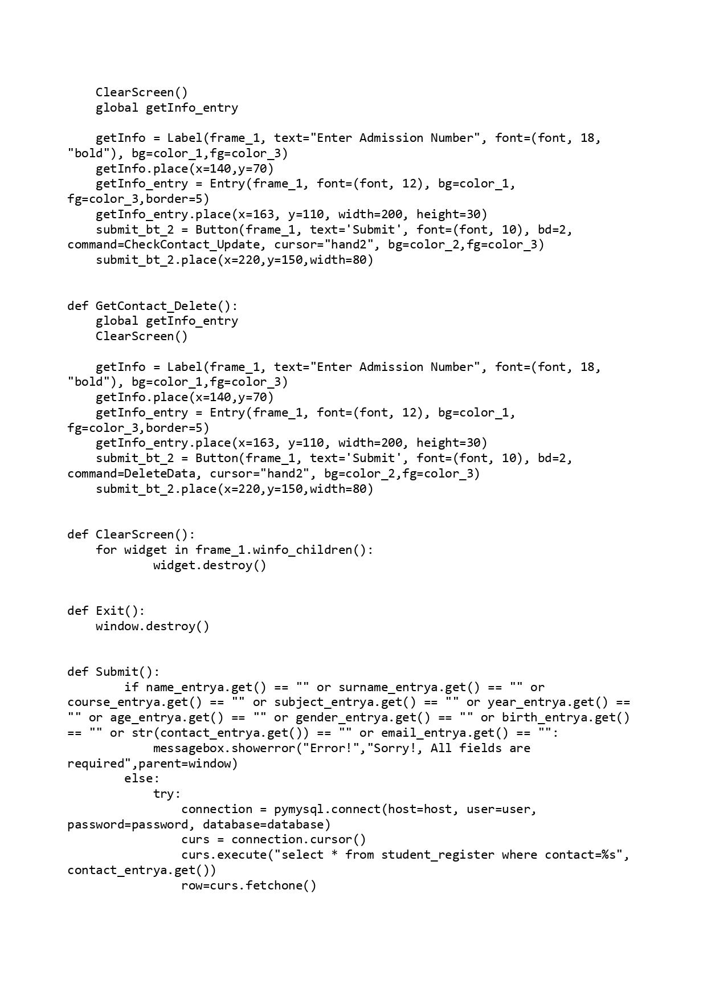 ClearScreen()
    global getInfo_entry

    getInfo = Label(frame_1, text="Enter Admission Number", font=(font, 18,
"bold"), bg=color_1,fg=color_3)
    getInfo.place(x=140,y=70)
    getInfo_entry = Entry(frame_1, font=(font, 12), bg=color_1,
fg=color_3,border=5)
    getInfo_entry.place(x=163, y=110, width=200, height=30)
    submit_bt_2 = Button(frame_1, text='Submit', font=(font, 10), bd=2,
command=CheckContact_Update, cursor="hand2", bg=color_2,fg=color_3)
    submit_bt_2.place(x=220,y=150,width=80)


def GetContact_Delete():
    global getInfo_entry
    ClearScreen()

    getInfo = Label(frame_1, text="Enter Admission Number", font=(font, 18,
"bold"), bg=color_1,fg=color_3)
    getInfo.place(x=140,y=70)
    getInfo_entry = Entry(frame_1, font=(font, 12), bg=color_1,
fg=color_3,border=5)
    getInfo_entry.place(x=163, y=110, width=200, height=30)
    submit_bt_2 = Button(frame_1, text='Submit', font=(font, 10), bd=2,
command=DeleteData, cursor="hand2", bg=color_2,fg=color_3)
    submit_bt_2.place(x=220,y=150,width=80)


def ClearScreen():
    for widget in frame_1.winfo_children():
            widget.destroy()


def Exit():
    window.destroy()


def Submit():
        if name_entrya.get() == "" or surname_entrya.get() == "" or
course_entrya.get() == "" or subject_entrya.get() == "" or year_entrya.get() ==
"" or age_entrya.get() == "" or gender_entrya.get() == "" or birth_entrya.get()
== "" or str(contact_entrya.get()) == "" or email_entrya.get() == "":
            messagebox.showerror("Error!","Sorry!, All fields are
required",parent=window)
        else:
            try:
                connection = pymysql.connect(host=host, user=user,
password=password, database=database)
                curs = connection.cursor()
                curs.execute("select * from student_register where contact=%s",
contact_entrya.get())
                row=curs.fetchone()